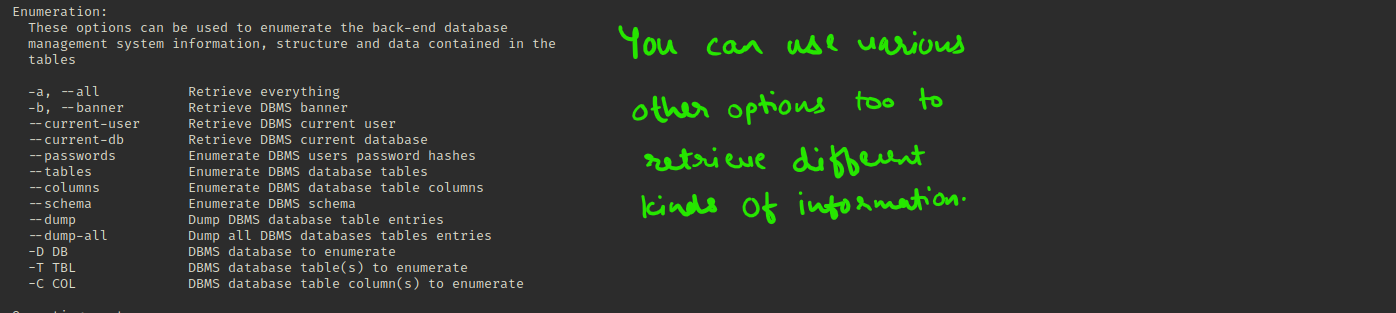 Enumeration:
These options can be used to enumerate the back-end database
management system information, structure and data contained in the
tables
-a, --all Retrieve everything
-b, --banner Retrieve DBMS banner
--current-user Retrieve DBMS current user
--current-db Retrieve DBMS current database
--passwords Enumerate DBMS users password hashes
--tables Enumerate DBMS database tables
--columns Enumerate DBMS database table columns
--schema Enumerate DBMS schema
--dump Dump DBMS database table entries
--dump-all Dump all DBMS databases tables entries
-D DB DBMS database to enumerate
-T TBL DBMS database table(s) to enumerate
-C COL DBMS database table column(s) to enumerate
You can use various
other options too to
retrieve different
kinds of information.